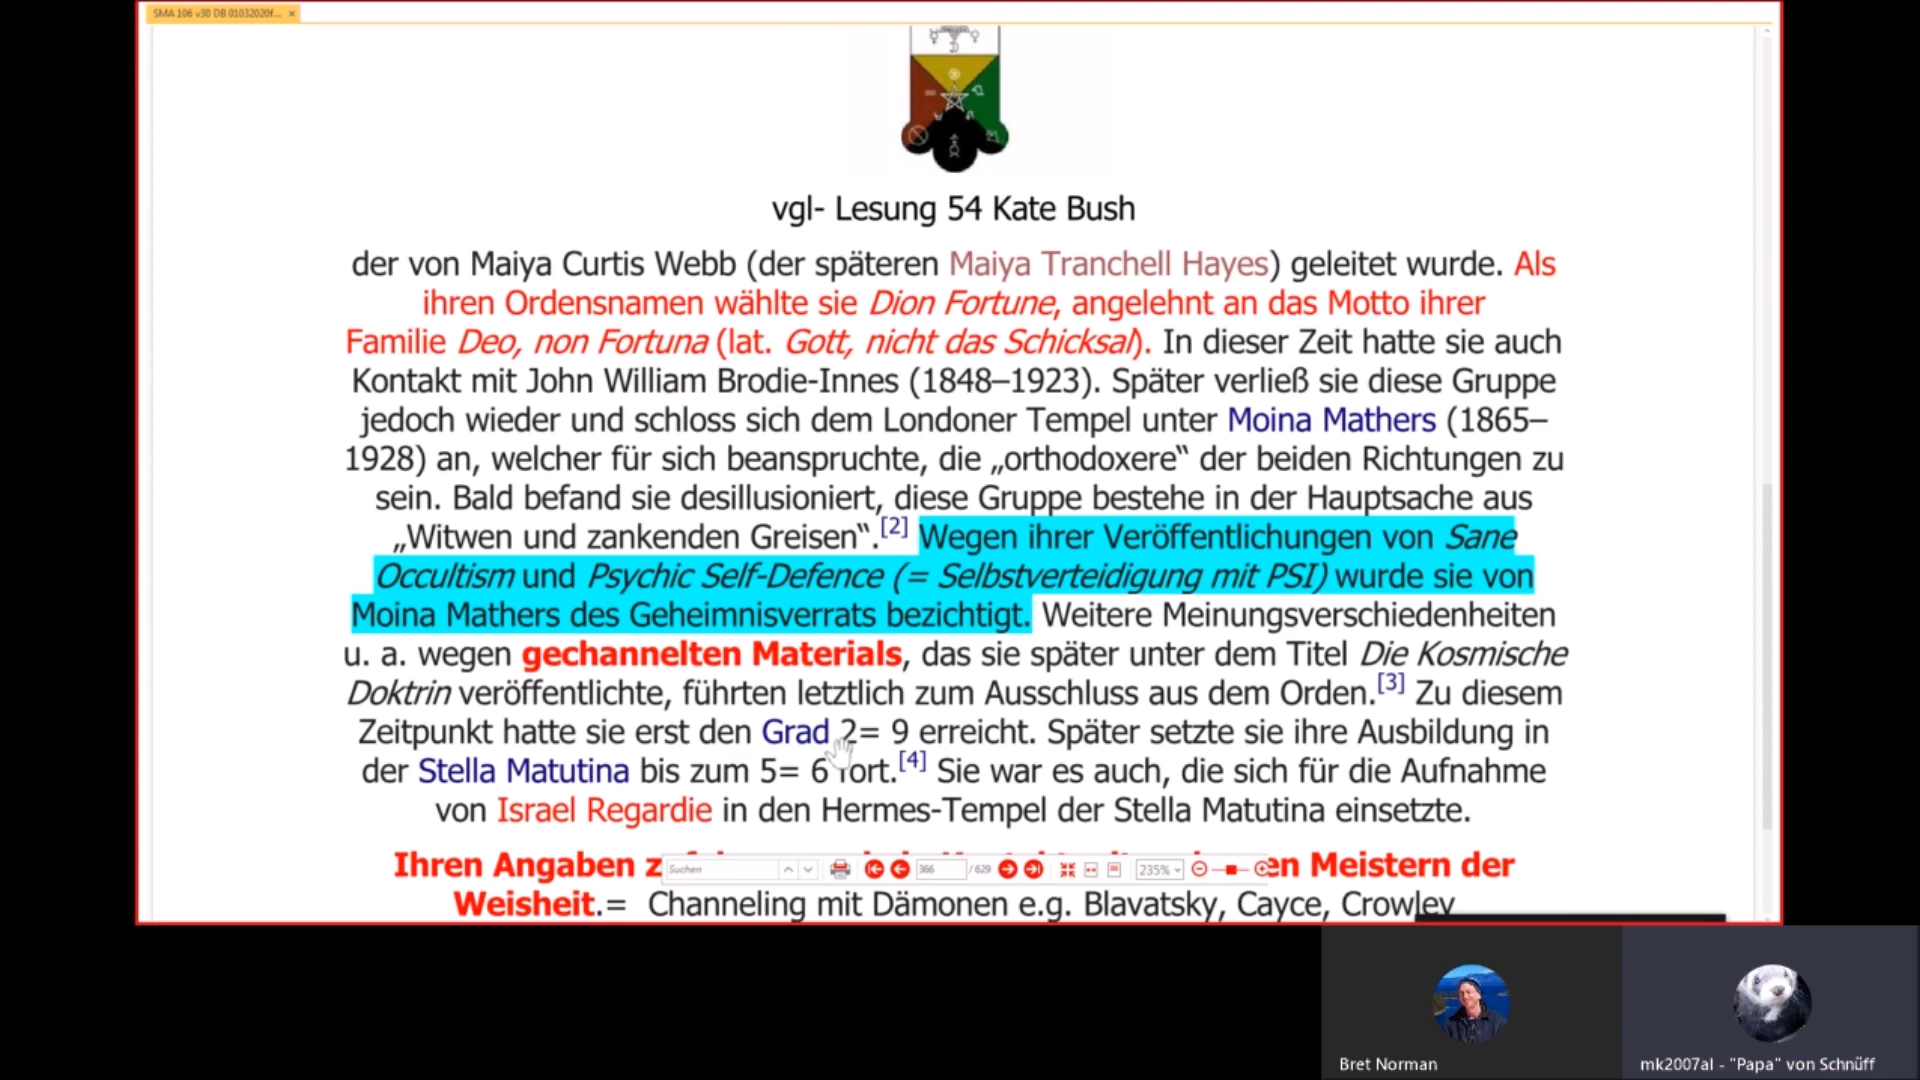 SMA 106 v30 DB 01032020f... ×
vgl- Lesung 54 Kate Bush
der von Maiya Curtis Webb (der späteren Maiya Tranchell Hayes) geleitet wurde. Als
ihren Ordensnamen wählte sie Dion Fortune, angelehnt an das Motto ihrer
Familie Deo, non Fortuna (lat. Gott, nicht das Schicksal). In dieser Zeit hatte sie auch
Kontakt mit John William Brodie-Innes (1848–1923). Später verließ sie diese Gruppe
jedoch wieder und schloss sich dem Londoner Tempel unter Moina Mathers (1865–
1928) an, welcher für sich beanspruchte, die „orthodoxere“ der beiden Richtungen zu
sein. Bald befand sie desillusioniert, diese Gruppe bestehe in der Hauptsache aus
„Witwen und zankenden Greisen“.[2] Wegen ihrer Veröffentlichungen von Sane
Occultism und Psychic Self-Defence (= Selbstverteidigung mit PSI) wurde sie von
Moina Mathers des Geheimnisverrats bezichtigt. Weitere Meinungsverschiedenheiten
u. a. wegen gechannelten Materials, das sie später unter dem Titel Die Kosmische
Doktrin veröffentlichte, führten letztlich zum Ausschluss aus dem Orden.[3] Zu diesem
Zeitpunkt hatte sie erst den Grad 2= 9 erreicht. Später setzte sie ihre Ausbildung in
der Stella Matutina bis zum 5= 6 fort.[4] Sie war es auch, die sich für die Aufnahme
von Israel Regardie in den Hermes-Tempel der Stella Matutina einsetzte.
Ihren Angaben en Meistern der
Suchen 366 / 629 235%
Weisheit.= Channeling mit Dämonen e.g. Blavatsky, Cayce, Crowley
Bret Norman
mk2007al - "Papa" von Schnüff